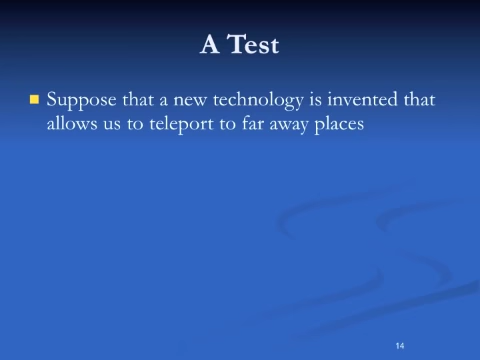 A Test
Suppose that a new technology is invented that
allows us to teleport to far away places
14